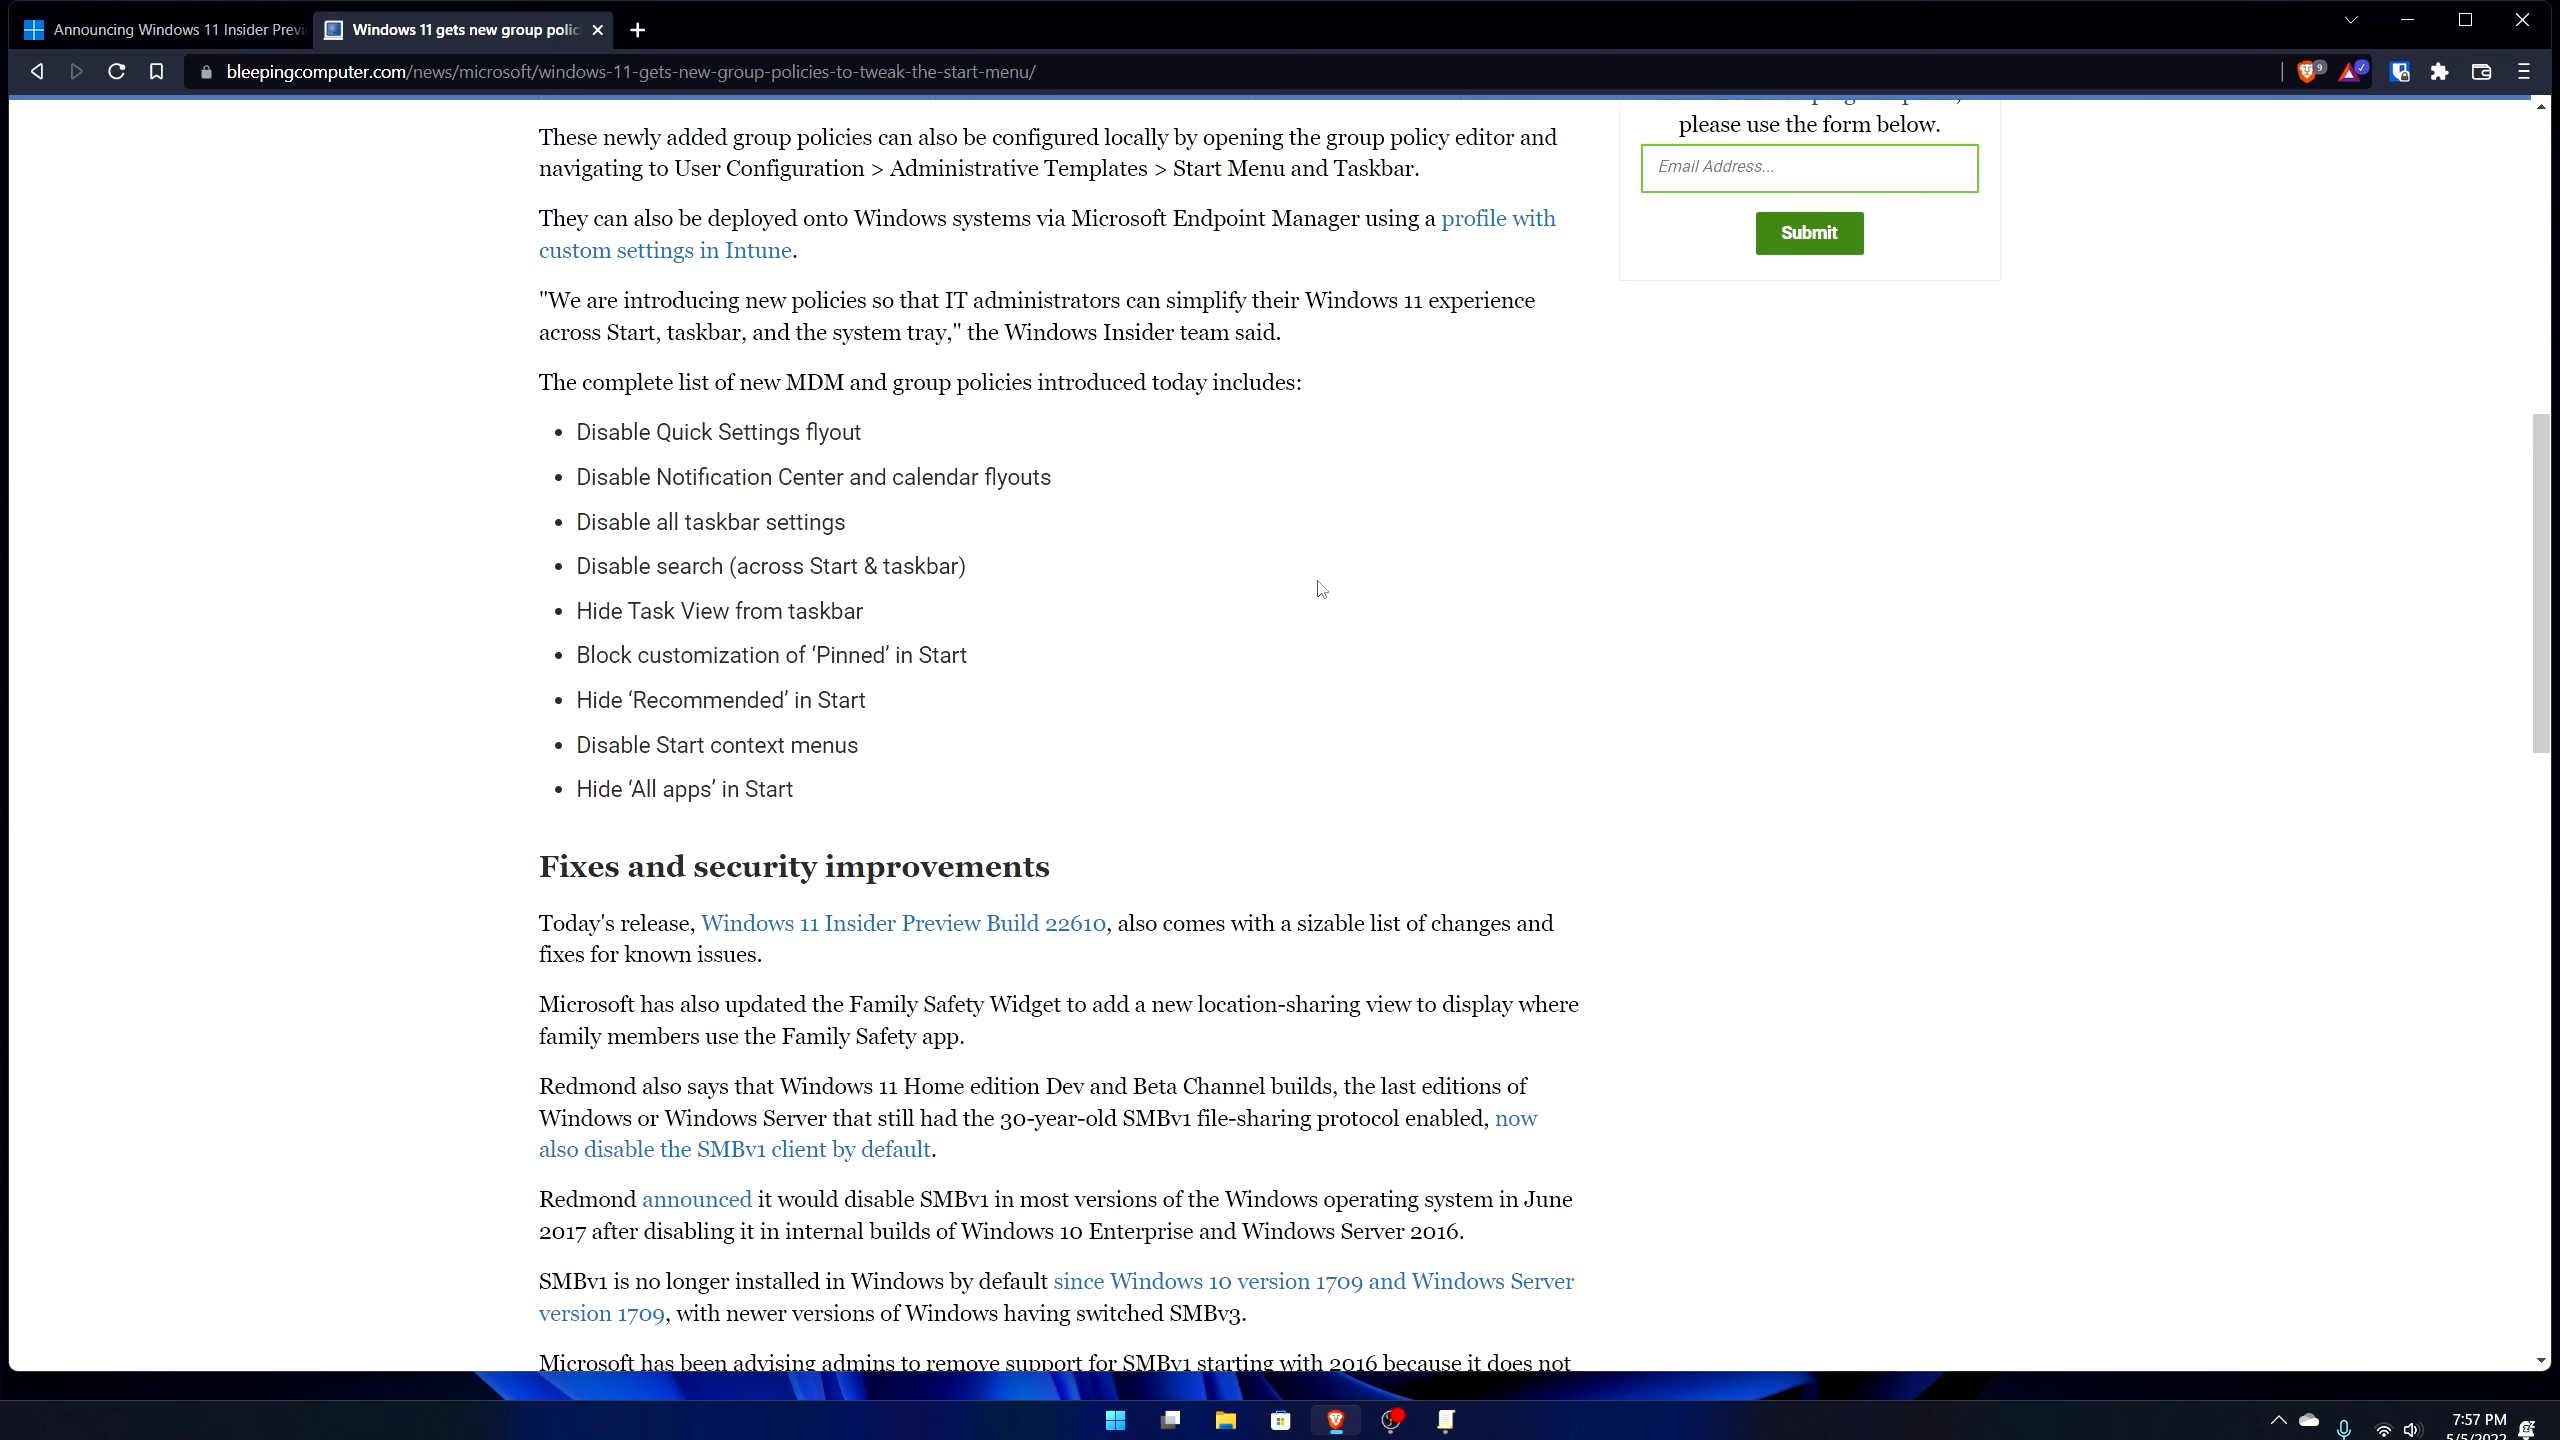 Announcing Windows 11 Insider Previ
Windows 11 gets new group polic
bleepingcomputer.com/news/microsoft/windows-11-gets-new-group-policies-to-tweak-the-start-menu/
9
These newly added group policies can also be configured locally by opening the group policy editor and
navigating to User Configuration > Administrative Templates > Start Menu and Taskbar.
They can also be deployed onto Windows systems via Microsoft Endpoint Manager using a profile with
custom settings in Intune.
"We are introducing new policies so that IT administrators can simplify their Windows 11 experience
across Start, taskbar, and the system tray," the Windows Insider team said.
The complete list of new MDM and group policies introduced today includes:
• Disable Quick Settings flyout
• Disable Notification Center and calendar flyouts
• Disable all taskbar settings
• Disable search (across Start & taskbar)
• Hide Task View from taskbar
• Block customization of ‘Pinned’ in Start
• Hide ‘Recommended’ in Start
• Disable Start context menus
• Hide ‘All apps’ in Start
Fixes and security improvements
Today's release, Windows 11 Insider Preview Build 22610, also comes with a sizable list of changes and
fixes for known issues.
Microsoft has also updated the Family Safety Widget to add a new location-sharing view to display where
family members use the Family Safety app.
Redmond also says that Windows 11 Home edition Dev and Beta Channel builds, the last editions of
Windows or Windows Server that still had the 30-year-old SMBv1 file-sharing protocol enabled, now
also disable the SMBv1 client by default.
Redmond announced it would disable SMBv1 in most versions of the Windows operating system in June
2017 after disabling it in internal builds of Windows 10 Enterprise and Windows Server 2016.
SMBv1 is no longer installed in Windows by default since Windows 10 version 1709 and Windows Server
version 1709, with newer versions of Windows having switched SMBv3.
Microsoft has been advising admins to remove support for SMBv1 starting with 2016 because it does not
please use the form below.
Email Address...
Submit
7:57 PM
5/5/2022